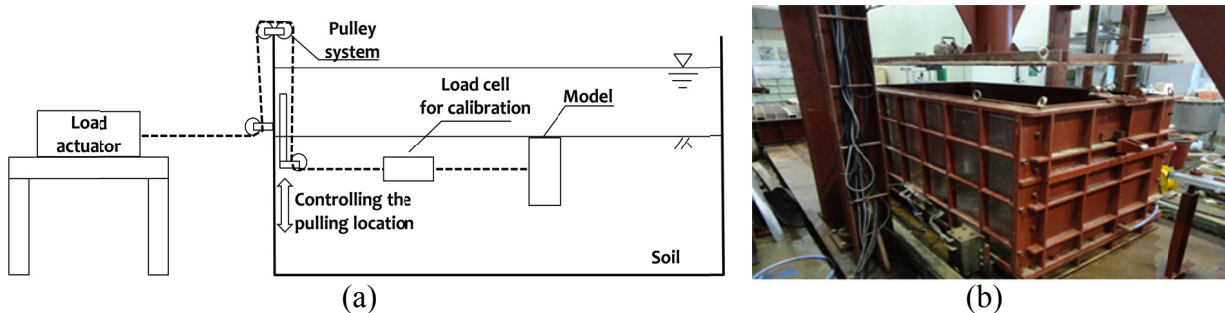 Pulley
system
Load cell
for calibration
Model
Load
actuator
Controlling the
pulling location
Soil
(a)
(b)